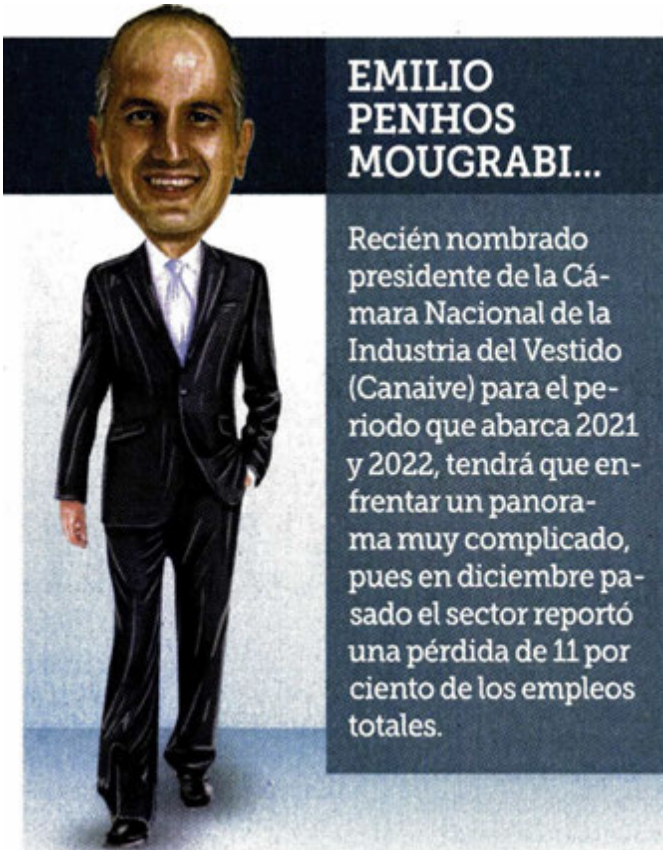 EMILIO
PENHOS
MOUGRABI...
Recién nombrado
presidente de la Cá-
mara Nacional de la
Industria del Vestido
(Canaive) para el pe-
riodo que abarca 2021
y 2022, tendrá que en-
frentar un panora-
ma muy complicado,
pues en diciembre pa-
sado el sector reportó
una pérdida de 11 por
ciento de los empleos
totales.